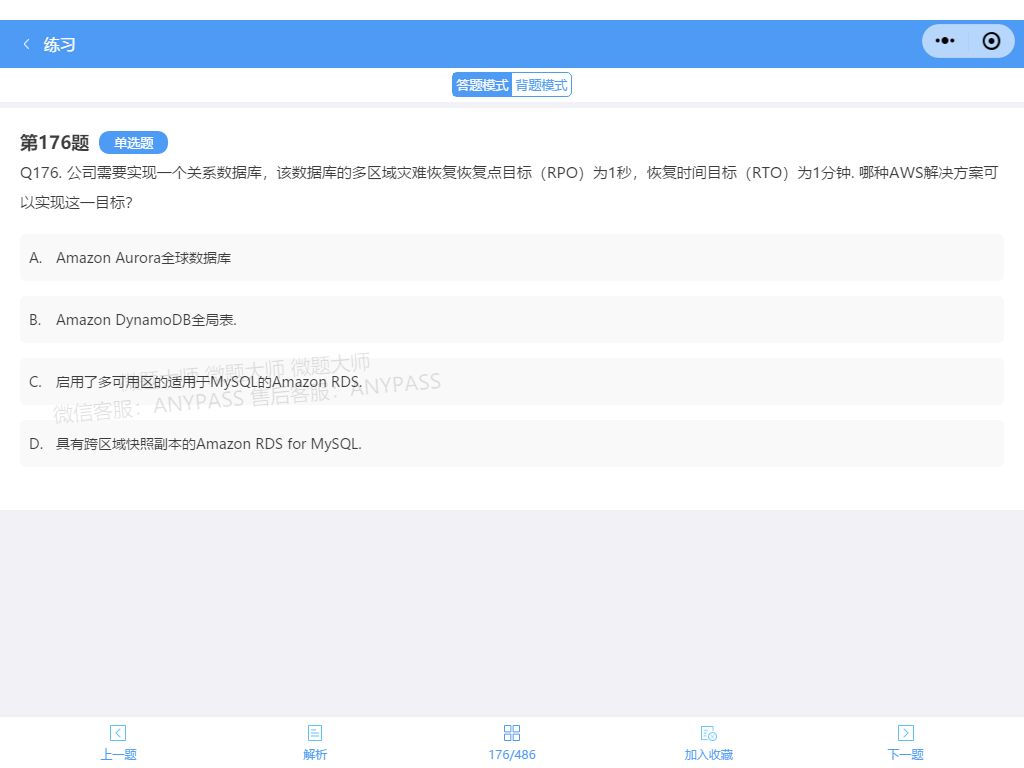 练习
答题模式 背题模式
第176题 单选题
Q176. 公司需要实现一个关系数据库，该数据库的多区域灾难恢复恢复点目标（RPO）为1秒，恢复时间目标（RTO）为1分钟. 哪种AWS解决方案可
以实现这一目标?
A. Amazon Aurora全球数据库
B. Amazon DynamoDB全局表.
微题大师 微题大师 微题大师
C. 启用了多可用区的适用于MySQL的Amazon RDS.
微信客服：ANYPASS 售后客服：ANYPASS
D. 具有跨区域快照副本的Amazon RDS for MySQL.
上一题 解析 176/486 加入收藏 下一题